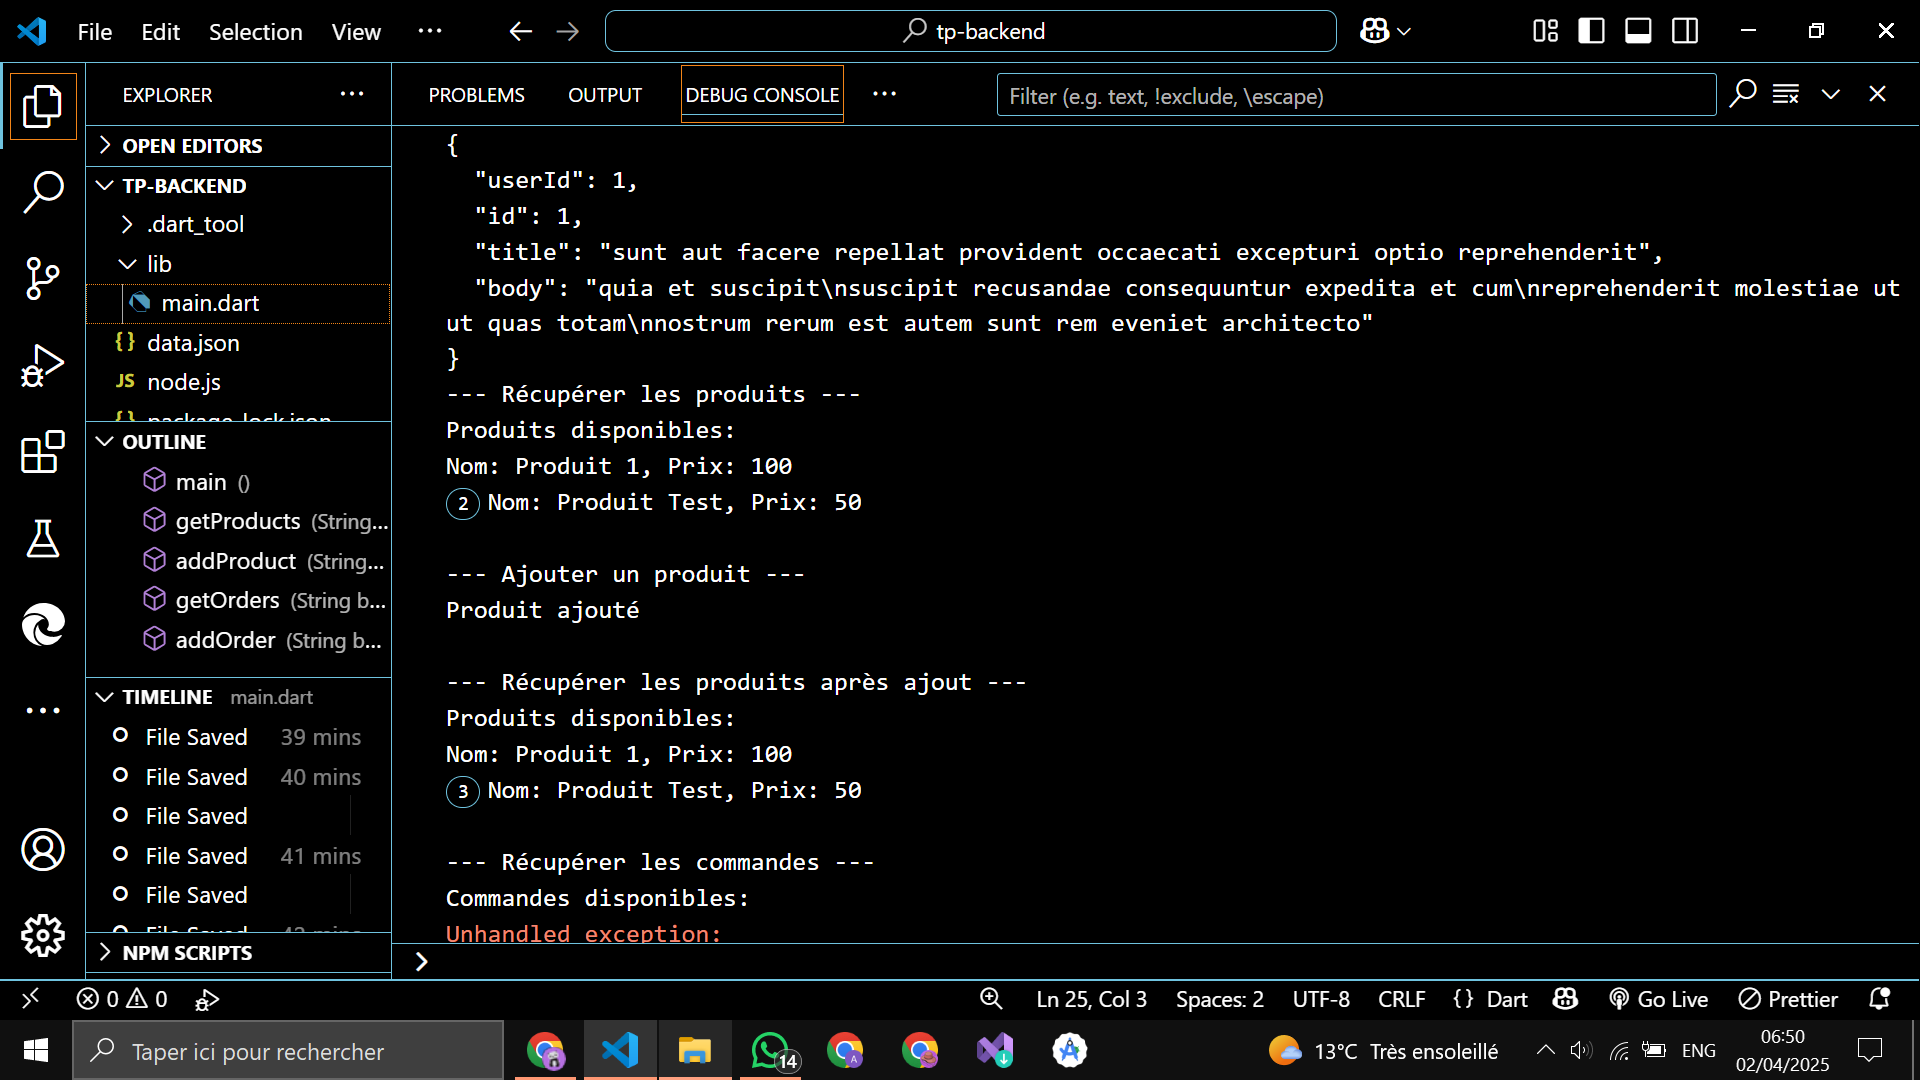 File Edit Selection View ··· tp-backend
EXPLORER ···
PROBLEMS OUTPUT DEBUG CONSOLE ··· Filter (e.g. text, !exclude, \escape)
OPEN EDITORS
TP-BACKEND
.dart_tool
lib
main.dart
{} data.json
JS node.js
{} package-lock.json
OUTLINE
main ()
getProducts (String...
addProduct (String...
getOrders (String b...
addOrder (String b...
TIMELINE main.dart
File Saved 39 mins
File Saved 40 mins
File Saved
File Saved 41 mins
File Saved
File Saved 42 mins
NPM SCRIPTS
{
"userId": 1,
"id": 1,
"title": "sunt aut facere repellat provident occaecati excepturi optio reprehenderit",
"body": "quia et suscipit\nsuscipit recusandae consequuntur expedita et cum\nreprehenderit molestiae ut
ut quas totam\nnostrum rerum est autem sunt rem eveniet architecto"
}
--- Récupérer les produits ---
Produits disponibles:
Nom: Produit 1, Prix: 100
2 Nom: Produit Test, Prix: 50
--- Ajouter un produit ---
Produit ajouté
--- Récupérer les produits après ajout ---
Produits disponibles:
Nom: Produit 1, Prix: 100
3 Nom: Produit Test, Prix: 50
--- Récupérer les commandes ---
Commandes disponibles:
Unhandled exception:
>
0 0 Ln 25, Col 3 Spaces: 2 UTF-8 CRLF {} Dart Go Live Prettier
Taper ici pour rechercher 14 13°C Très ensoleillé ENG 06:50
02/04/2025